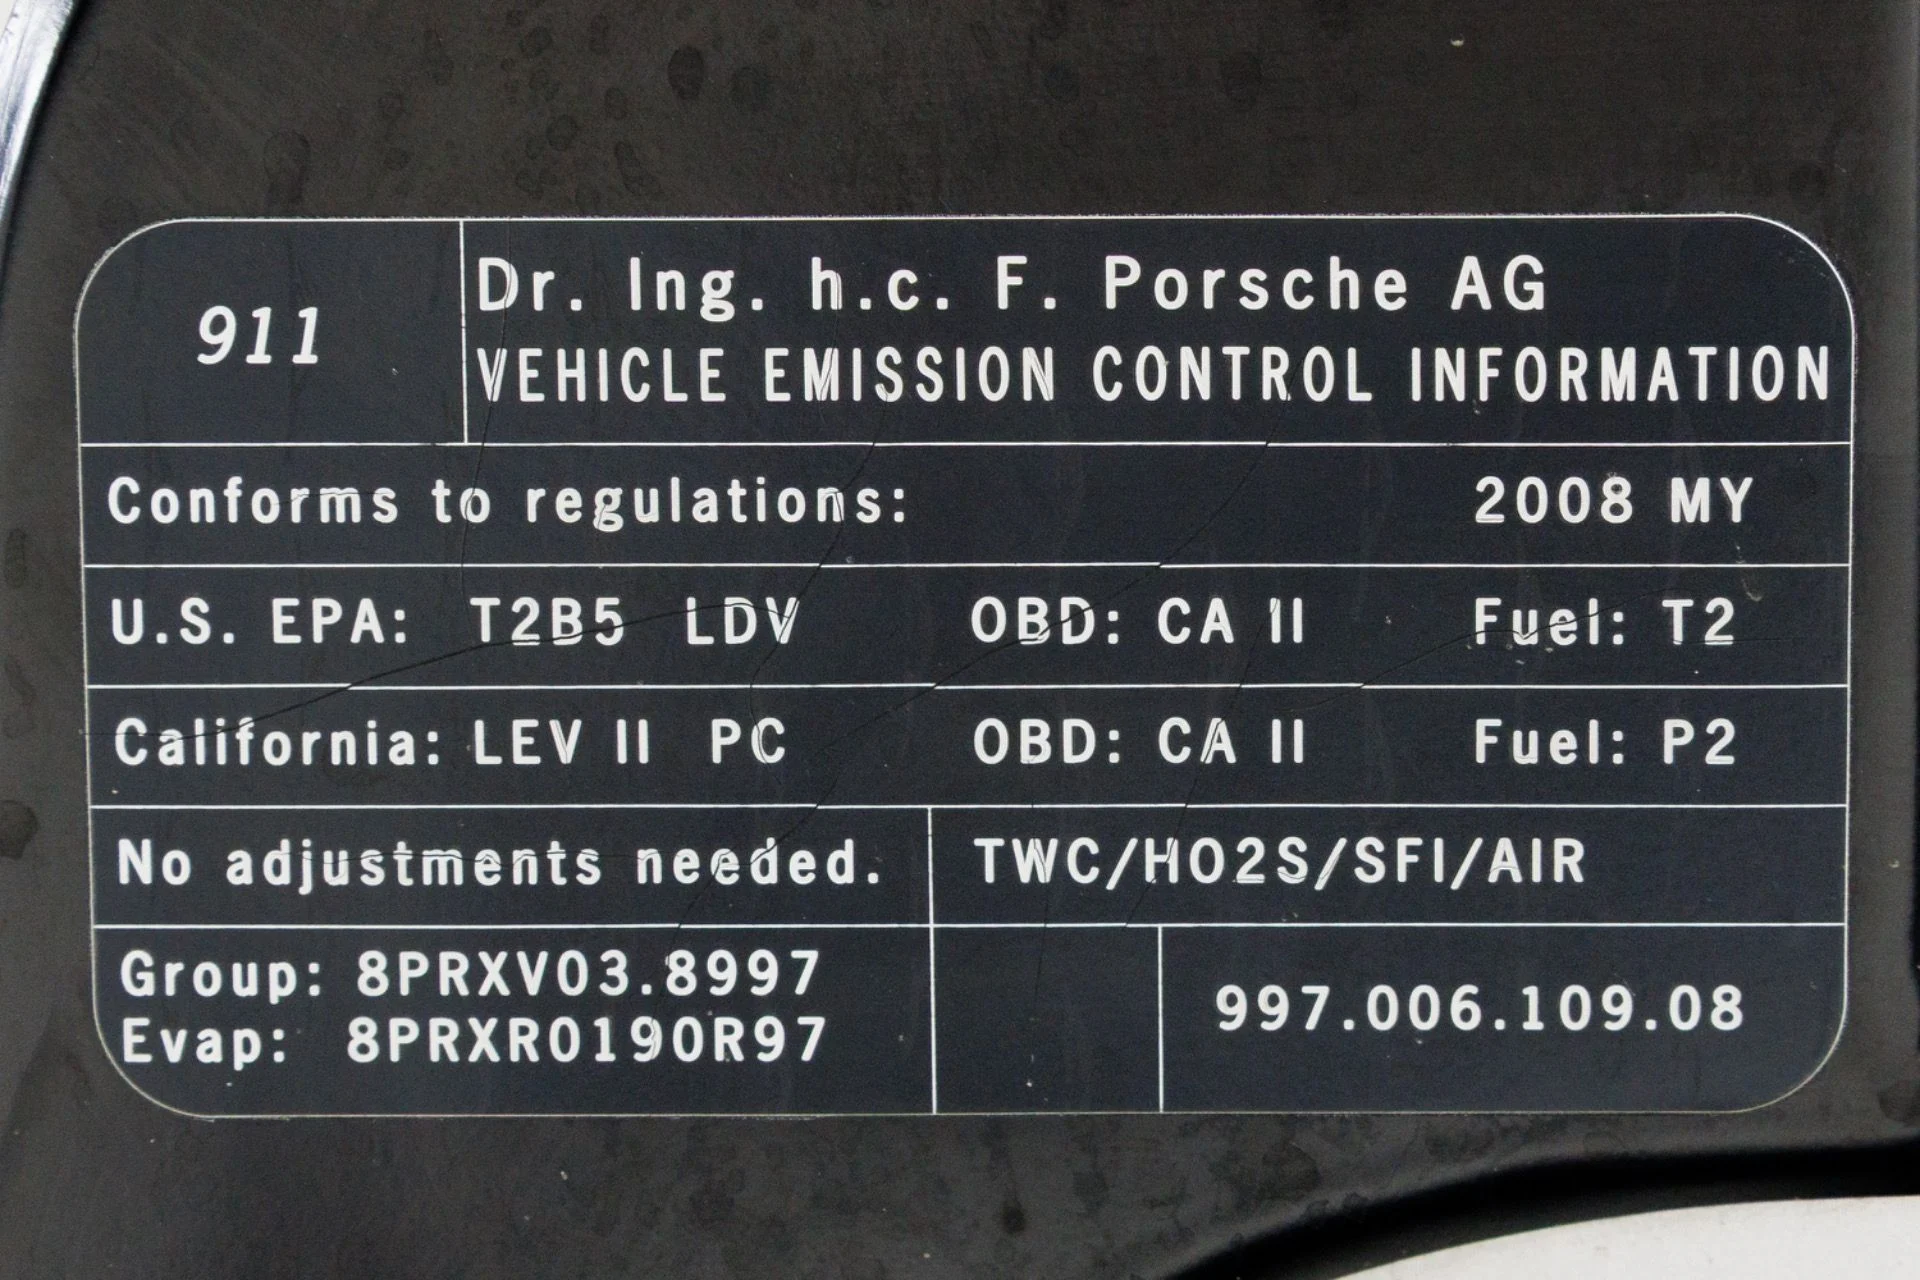 911
Dr. Ing. h.c. F. Porsche AG
VEHICLE EMISSION CONTROL INFORMATION
Conforms to regulations: 2008 MY
U.S. EPA: T2B5 LDV OBD: CA II Fuel: T2
California: LEV II PC OBD: CA II Fuel: P2
No adjustments needed. TWC/HO2S/SFI/AIR
Group: 8PRXV03.8997
Evap: 8PRXR0190R97
997.006.109.08